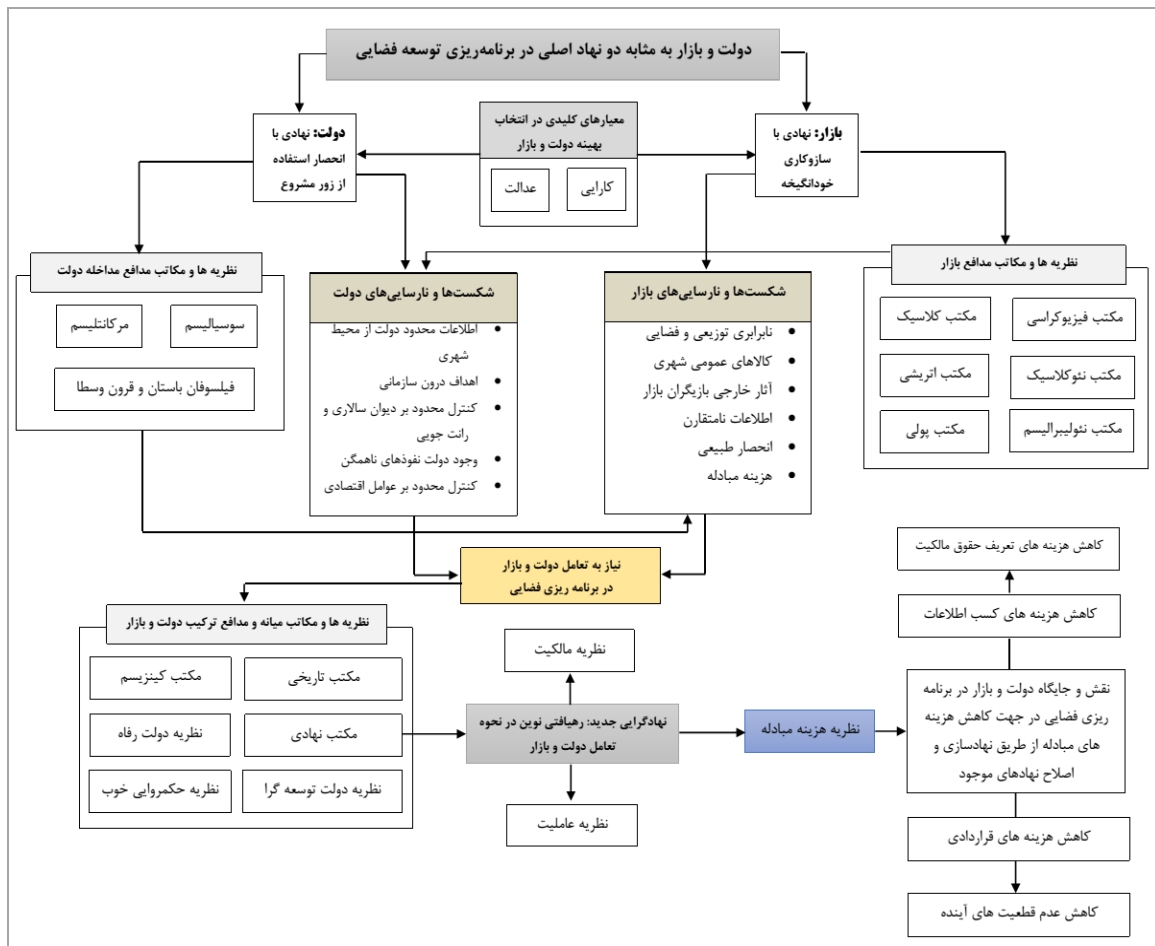 دولت و بازار به مثابه دو نهاد اصلی در برنامه‌ریزی توسعه فضایی
بازار: نهادی با
سازوکاری
خودانگیخه
معیارهای کلیدی در انتخاب
بهینه دولت و بازار
کارایی
عدالت
دولت: نهادی با
انحصار استفاده
از زور مشروع
نظریه ها و مکاتب مدافع بازار
مکتب فیزیوکراسی
مکتب کلاسیک
مکتب نئوکلاسیک
مکتب اتریشی
مکتب نئولیبرالیسم
مکتب پولی
شکست‌ها و نارسایی‌های بازار
نابرابری توزیعی و فضایی
کالاهای عمومی شهری
آثار خارجی بازیگران بازار
اطلاعات نامتقارن
انحصار طبیعی
هزینه مبادله
شکست‌ها و نارسایی‌های دولت
اطلاعات محدود دولت از محیط
شهری
اهداف درون سازمانی
کنترل محدود بر دیوان سالاری و
رانت جویی
وجود دولت نفوذهای ناهمگن
کنترل محدود بر عوامل اقتصادی
نظریه ها و مکاتب مدافع مداخله دولت
سوسیالیسم
مرکانتلیسم
فیلسوفان باستان و قرون وسطا
نیاز به تعامل دولت و بازار
در برنامه ریزی فضایی
نظریه ها و مکاتب میانه و مدافع ترکیب دولت و بازار
مکتب تاریخی
مکتب کینزیسم
مکتب نهادی
نظریه دولت رفاه
نظریه دولت توسعه گرا
نظریه حکمروایی خوب
نظریه مالکیت
نهادگرایی جدید: رهیافتی نوین در نحوه
تعامل دولت و بازار
نظریه عاملیت
نظریه هزینه مبادله
کاهش هزینه های تعریف حقوق مالکیت
کاهش هزینه های کسب اطلاعات
نقش و جایگاه دولت و بازار در برنامه
ریزی فضایی در جهت کاهش هزینه
های مبادله از طریق نهادسازی و
اصلاح نهادهای موجود
کاهش هزینه های قراردادی
کاهش عدم قطعیت های آینده